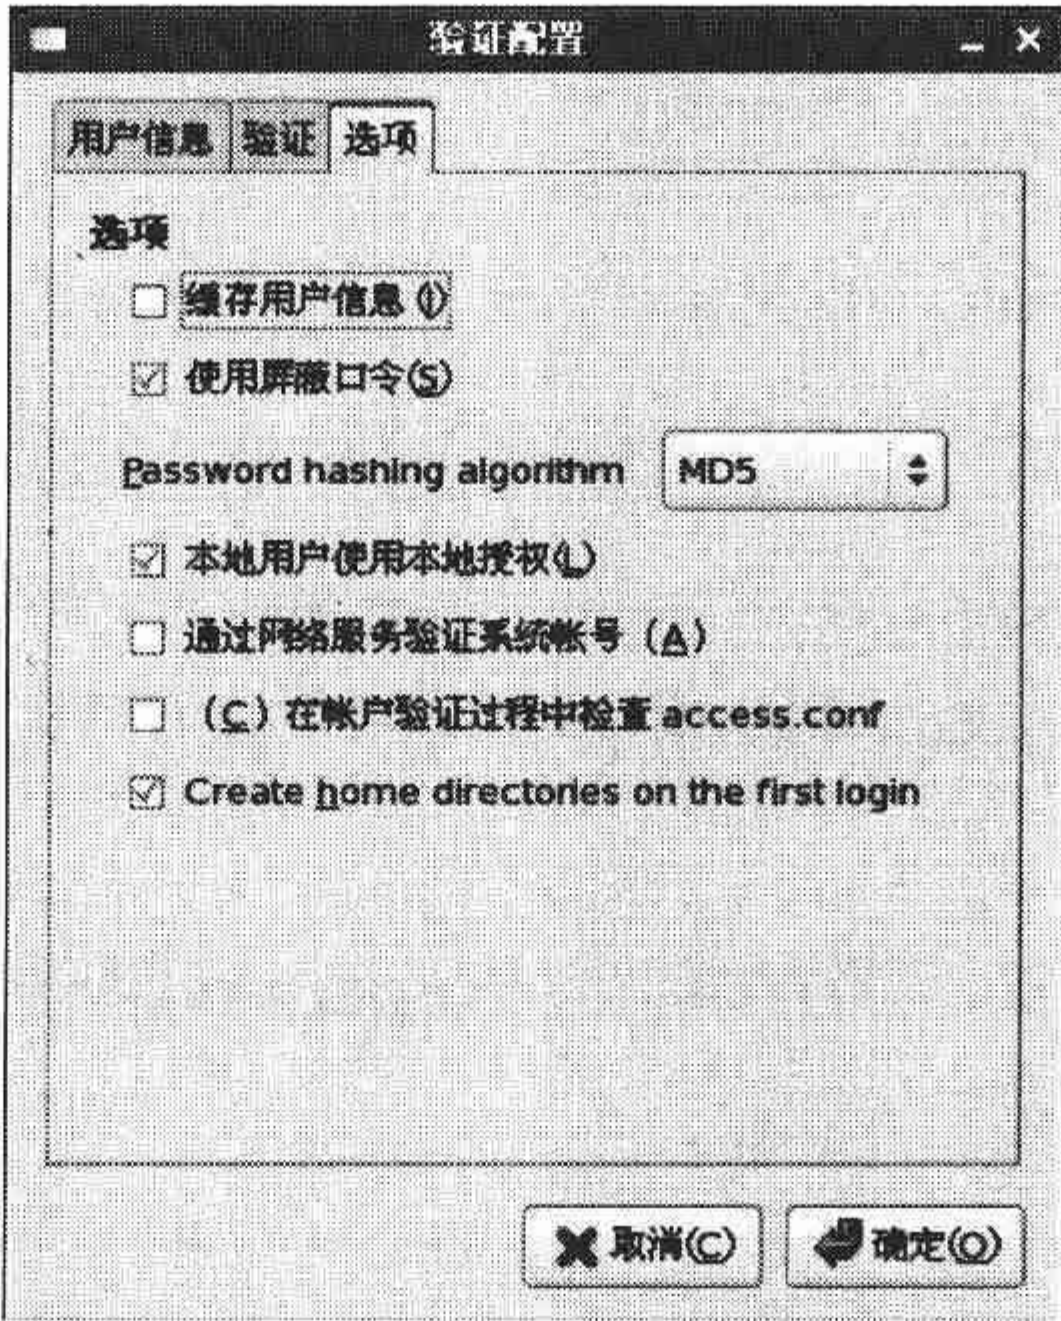 验证配置
用户信息 验证 选项
选项
缓存用户信息 (I)
使用屏蔽口令(S)
Password hashing algorithm MD5
本地用户使用本地授权(L)
通过网络服务验证系统帐号 (A)
(C) 在帐户验证过程中检查 access.conf
Create home directories on the first login
取消(C) 确定(O)